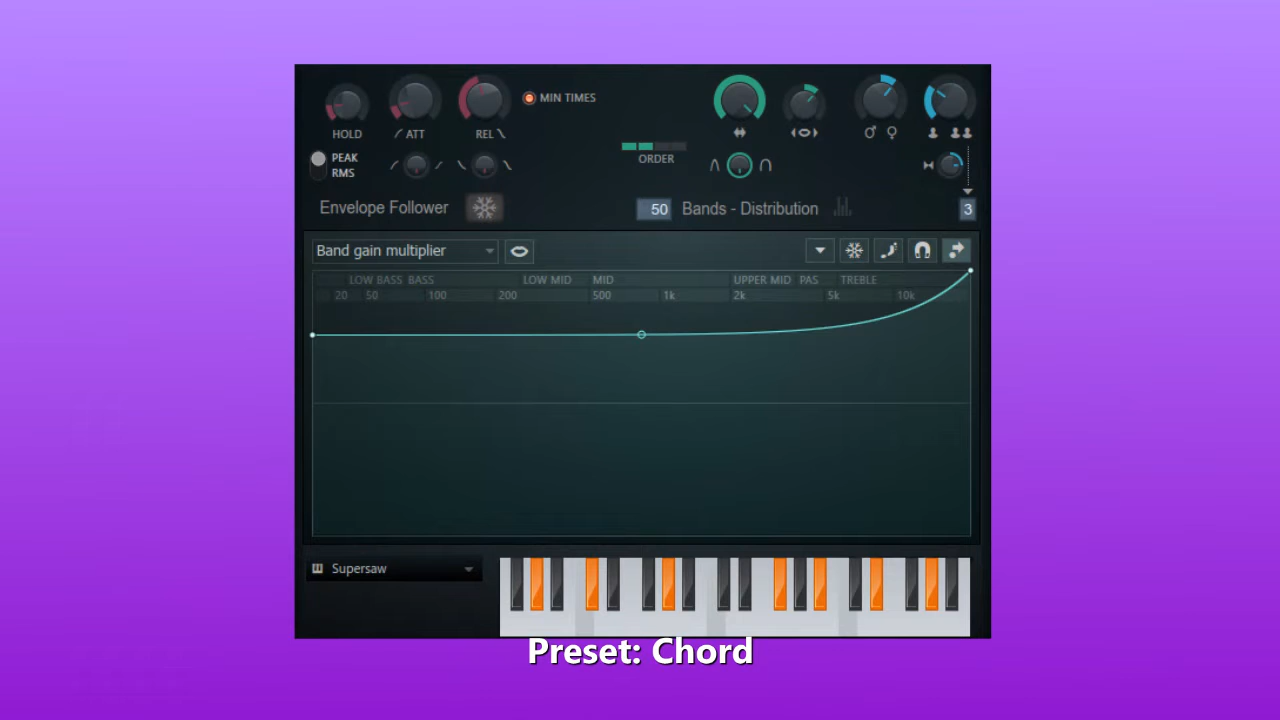 HOLD
ATT
REL
MIN TIMES
PEAK
RMS
ORDER
Envelope Follower
50
Bands - Distribution
3
Band gain multiplier
LOW BASS
BASS
LOW MID
MID
UPPER MID
PAS
TREBLE
20
50
100
200
500
1k
2k
5k
10k
Supersaw
Preset: Chord